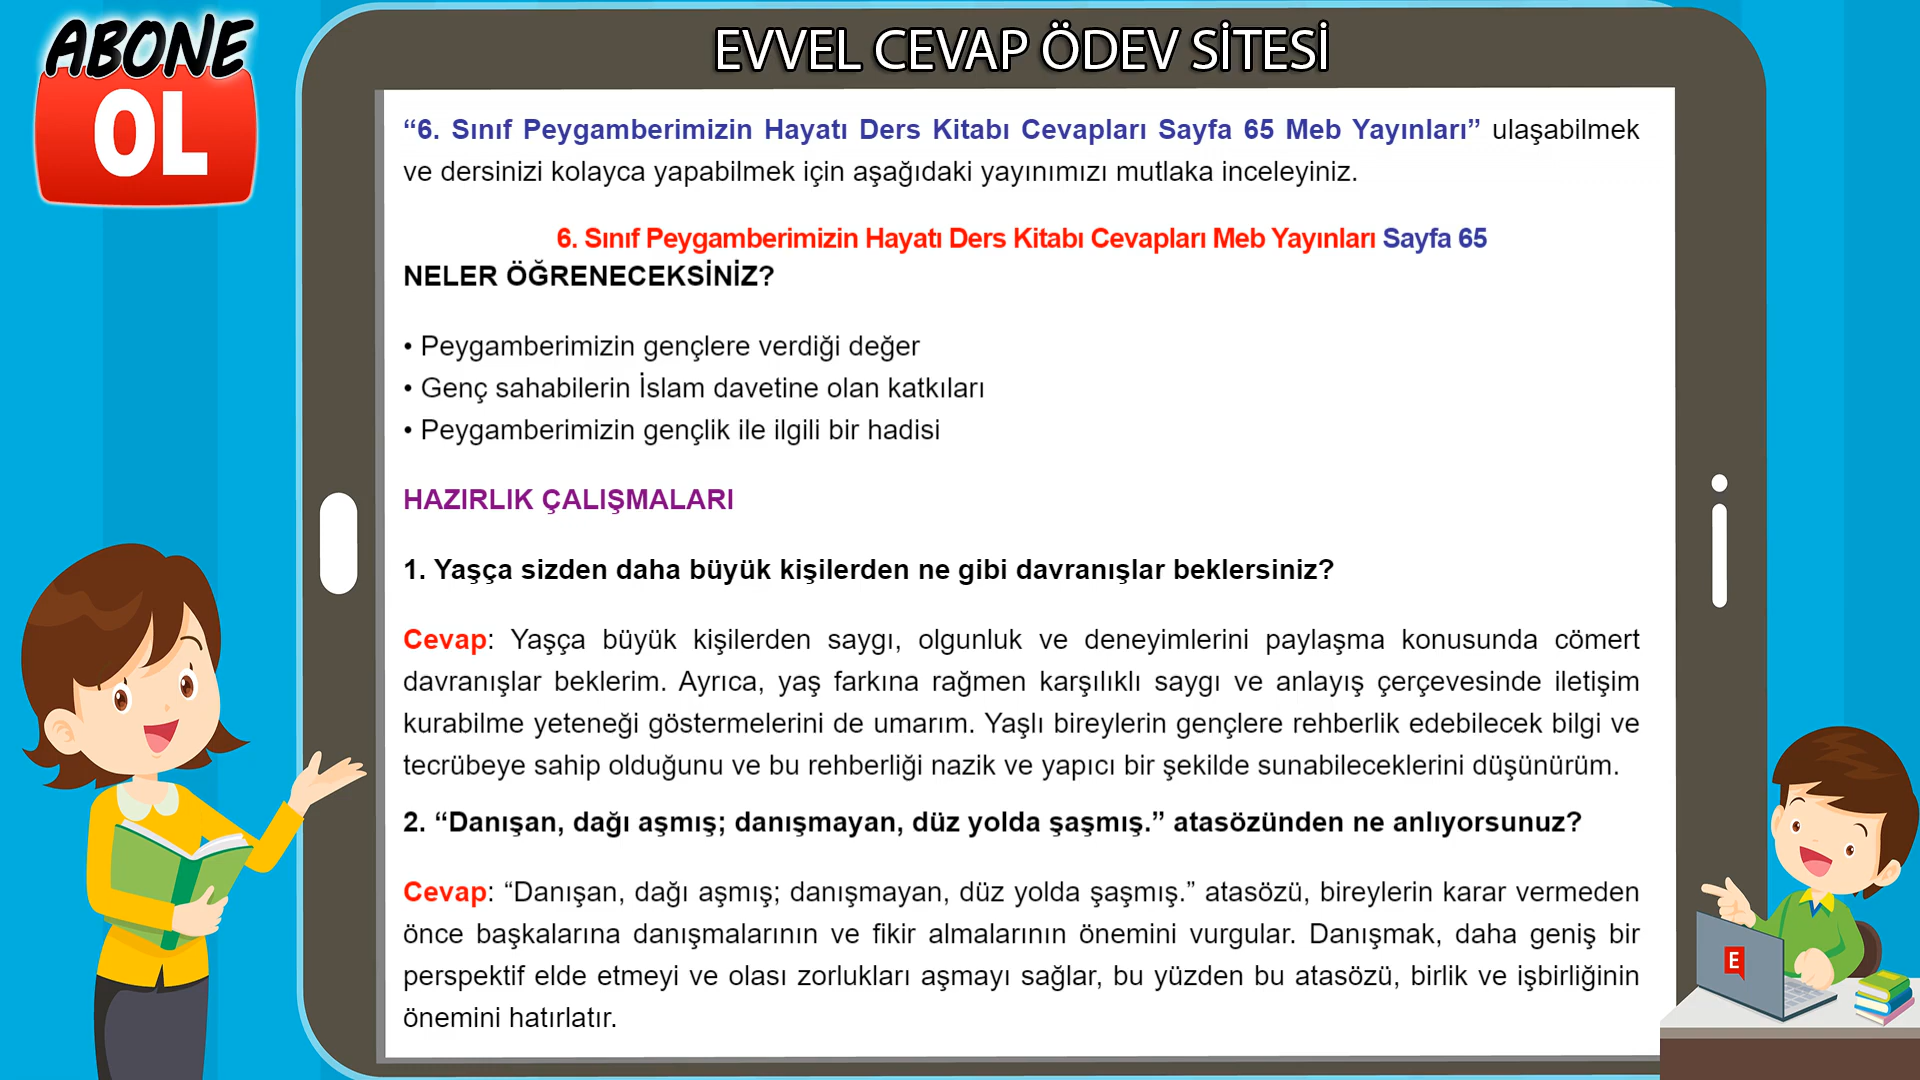 ABONE
OL
EVVEL CEVAP ÖDEV SİTESİ
“6. Sınıf Peygamberimizin Hayatı Ders Kitabı Cevapları Sayfa 65 Meb Yayınları” ulaşabilmek
ve dersinizi kolayca yapabilmek için aşağıdaki yayınımızı mutlaka inceleyiniz.
6. Sınıf Peygamberimizin Hayatı Ders Kitabı Cevapları Meb Yayınları Sayfa 65
NELER ÖĞRENECEKSİNİZ?
• Peygamberimizin gençlere verdiği değer
• Genç sahabilerin İslam davetine olan katkıları
• Peygamberimizin gençlik ile ilgili bir hadisi
HAZIRLIK ÇALIŞMALARI
1. Yaşça sizden daha büyük kişilerden ne gibi davranışlar beklersiniz?
Cevap: Yaşça büyük kişilerden saygı, olgunluk ve deneyimlerini paylaşma konusunda cömert
davranışlar beklerim. Ayrıca, yaş farkına rağmen karşılıklı saygı ve anlayış çerçevesinde iletişim
kurabilme yeteneği göstermelerini de umarım. Yaşlı bireylerin gençlere rehberlik edebilecek bilgi ve
tecrübeye sahip olduğunu ve bu rehberliği nazik ve yapıcı bir şekilde sunabileceklerini düşünürüm.
2. “Danışan, dağı aşmış; danışmayan, düz yolda şaşmış.” atasözünden ne anlıyorsunuz?
Cevap: “Danışan, dağı aşmış; danışmayan, düz yolda şaşmış.” atasözü, bireylerin karar vermeden
önce başkalarına danışmalarının ve fikir almalarının önemini vurgular. Danışmak, daha geniş bir
perspektif elde etmeyi ve olası zorlukları aşmayı sağlar, bu yüzden bu atasözü, birlik ve işbirliğinin
önemini hatırlatır.
E